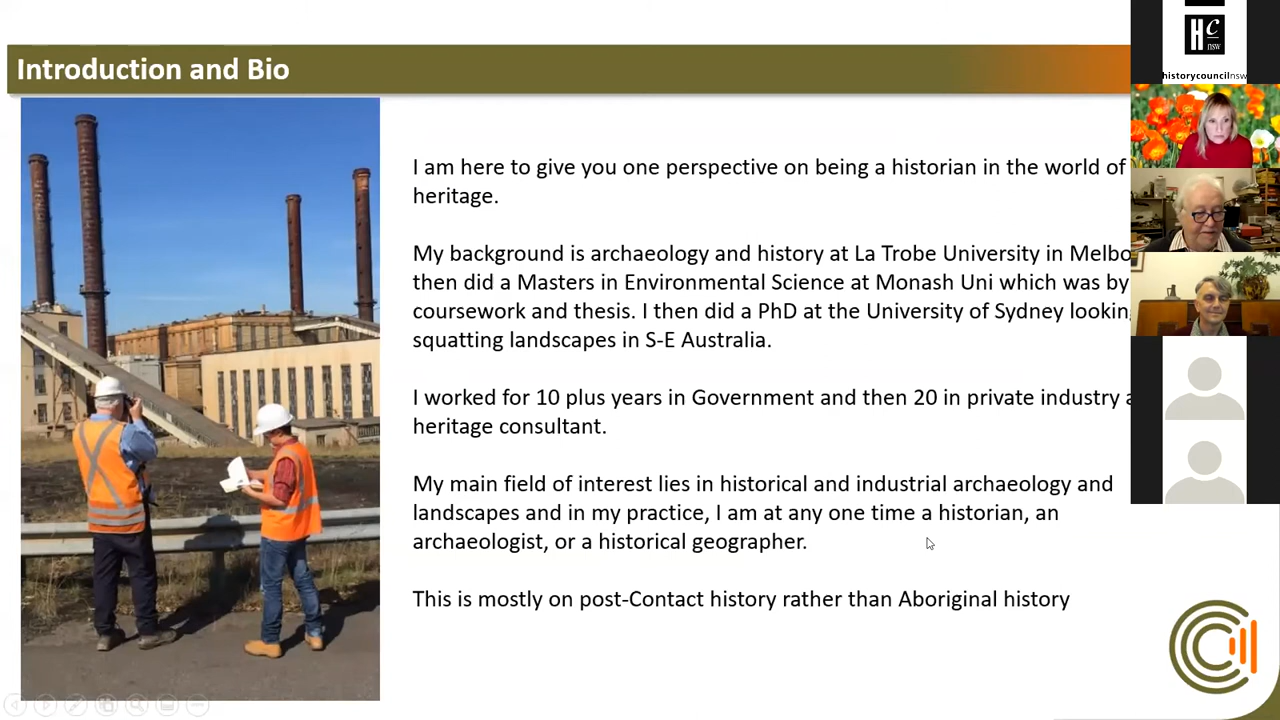 Introduction and Bio
I am here to give you one perspective on being a historian in the world of
heritage.
My background is archaeology and history at La Trobe University in
then did a Masters in Environmental Science at Monash Uni which was by
coursework and thesis. I then did a PhD at the University of Sydney
squatting landscapes in S-E Australia.
I worked for 10 plus years in Government and then 20 in private industry
heritage consultant.
My main field of interest lies in historical and industrial archaeology and
landscapes and in my practice, I am at any one time a historian, an
archaeologist, or a historical geographer.
This is mostly on post-Contact history rather than Aboriginal history
Hc
nsw
historycouncilnsw